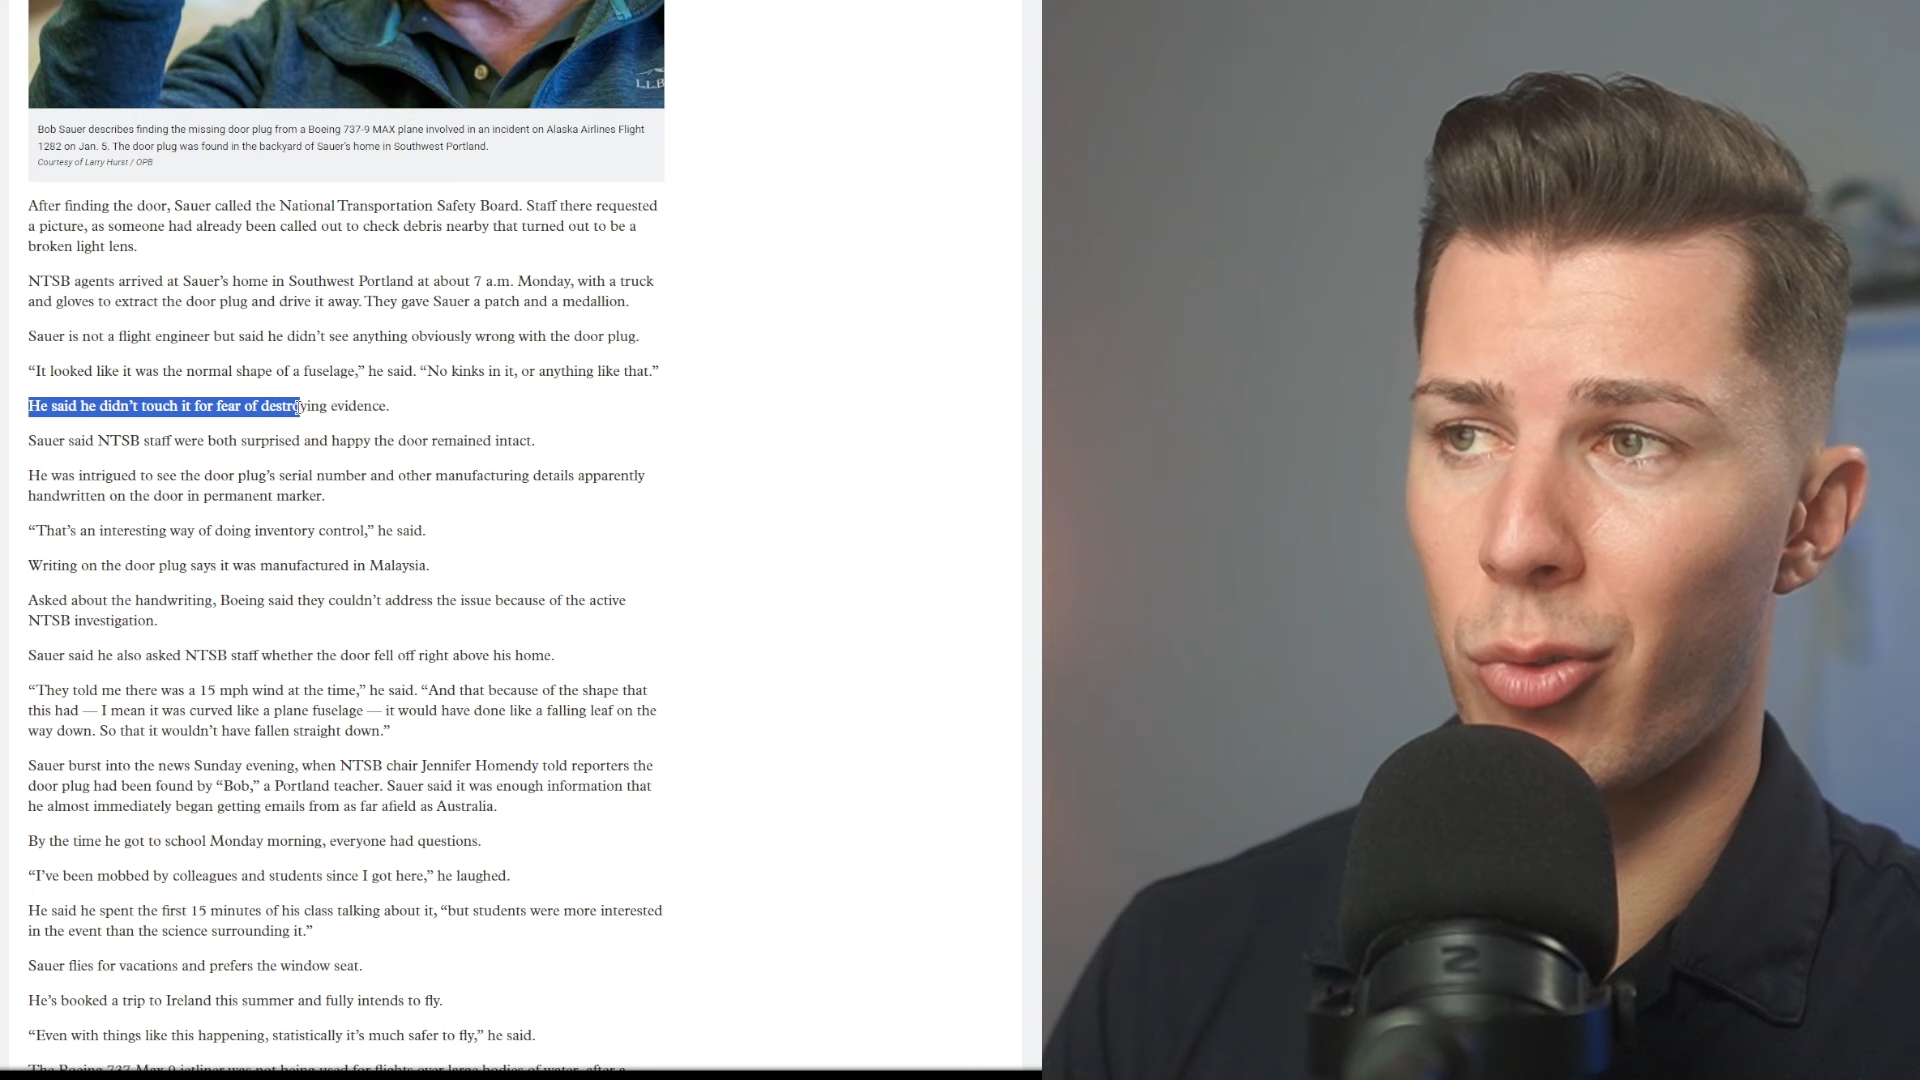 LLB
Bob Sauer describes finding the missing door plug from a Boeing 737-9 MAX plane involved in an incident on Alaska Airlines Flight
1282 on Jan. 5. The door plug was found in the backyard of Sauer's home in Southwest Portland.
Courtesy of Larry Hurst / OPB
After finding the door, Sauer called the National Transportation Safety Board. Staff there requested
a picture, as someone had already been called out to check debris nearby that turned out to be a
broken light lens.
NTSB agents arrived at Sauer’s home in Southwest Portland at about 7 a.m. Monday, with a truck
and gloves to extract the door plug and drive it away. They gave Sauer a patch and a medallion.
Sauer is not a flight engineer but said he didn’t see anything obviously wrong with the door plug.
“It looked like it was the normal shape of a fuselage,” he said. “No kinks in it, or anything like that.”
He said he didn’t touch it for fear of destroying evidence.
Sauer said NTSB staff were both surprised and happy the door remained intact.
He was intrigued to see the door plug’s serial number and other manufacturing details apparently
handwritten on the door in permanent marker.
“That’s an interesting way of doing inventory control,” he said.
Writing on the door plug says it was manufactured in Malaysia.
Asked about the handwriting, Boeing said they couldn’t address the issue because of the active
NTSB investigation.
Sauer said he also asked NTSB staff whether the door fell off right above his home.
“They told me there was a 15 mph wind at the time,” he said. “And that because of the shape that
this had — I mean it was curved like a plane fuselage — it would have done like a falling leaf on the
way down. So that it wouldn’t have fallen straight down.”
Sauer burst into the news Sunday evening, when NTSB chair Jennifer Homendy told reporters the
door plug had been found by “Bob,” a Portland teacher. Sauer said it was enough information that
he almost immediately began getting emails from as far afield as Australia.
By the time he got to school Monday morning, everyone had questions.
“I’ve been mobbed by colleagues and students since I got here,” he laughed.
He said he spent the first 15 minutes of his class talking about it, “but students were more interested
in the event than the science surrounding it.”
Sauer flies for vacations and prefers the window seat.
He’s booked a trip to Ireland this summer and fully intends to fly.
“Even with things like this happening, statistically it’s much safer to fly,” he said.
The Boeing 737 Max 9 jetliner was not being used for flights over large bodies of water, after a